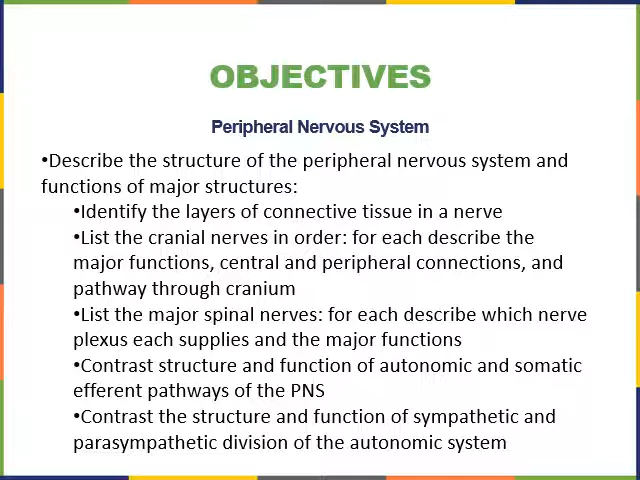 OBJECTIVES
Peripheral Nervous System
•Describe the structure of the peripheral nervous system and
functions of major structures:
•Identify the layers of connective tissue in a nerve
•List the cranial nerves in order: for each describe the
major functions, central and peripheral connections, and
pathway through cranium
•List the major spinal nerves: for each describe which nerve
plexus each supplies and the major functions
•Contrast structure and function of autonomic and somatic
efferent pathways of the PNS
•Contrast the structure and function of sympathetic and
parasympathetic division of the autonomic system